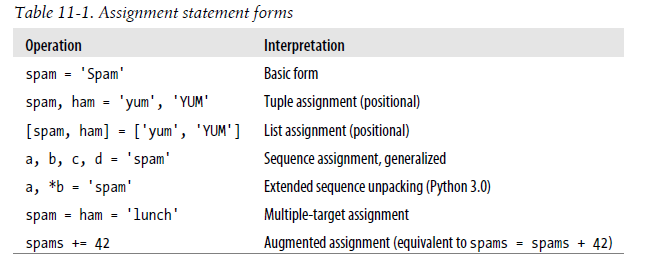 Table 11-1. Assignment statement forms
Operation Interpretation
spam = 'Spam' Basic form
spam, ham = 'yum', 'YUM' Tuple assignment (positional)
[spam, ham] = ['yum', 'YUM'] List assignment (positional)
a, b, c, d = 'spam' Sequence assignment, generalized
a, *b = 'spam' Extended sequence unpacking (Python 3.0)
spam = ham = 'lunch' Multiple-target assignment
spams += 42 Augmented assignment (equivalent to spams = spams + 42)